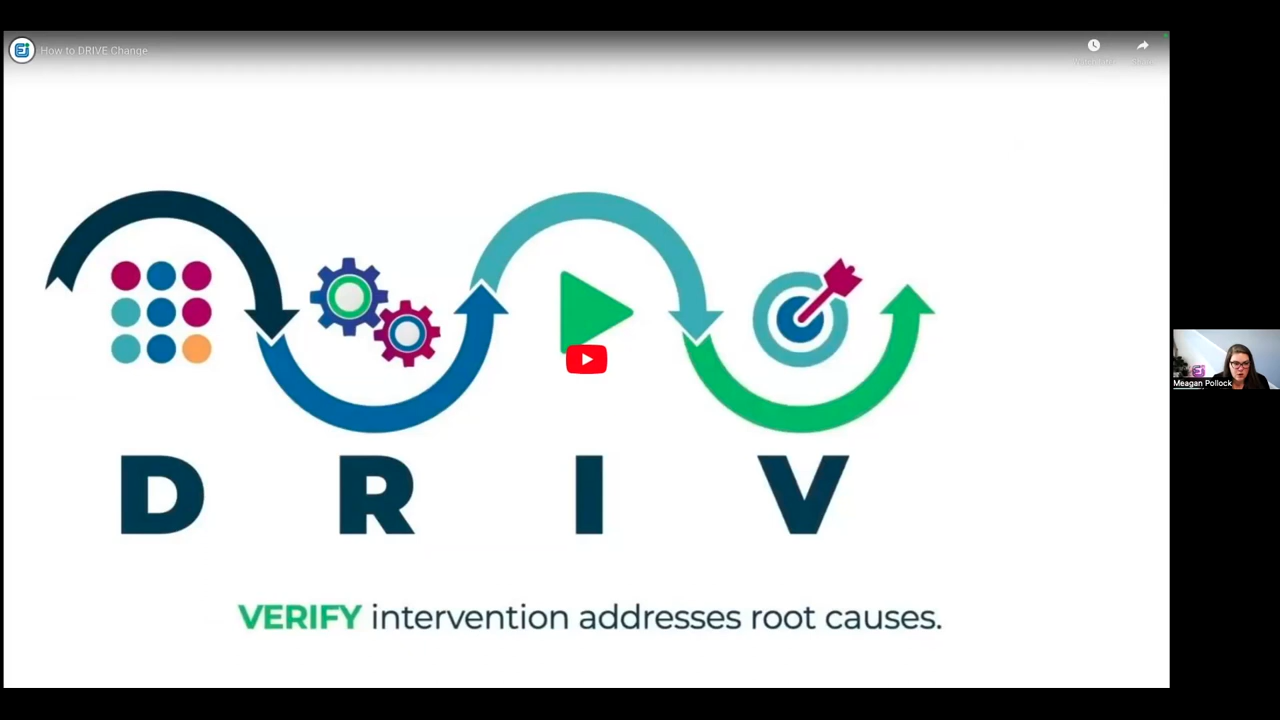 How to DRIVE Change
Meagan Pollock
D R I V
VERIFY intervention addresses root causes.